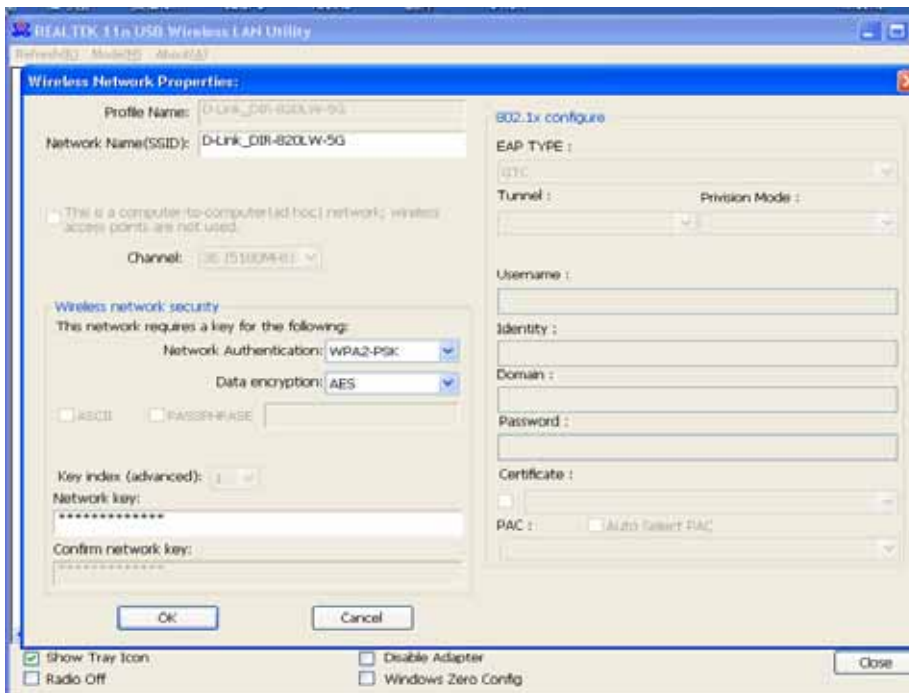 REALTEK 11n USB Wireless LAN Utility
Refresh(R) Mode(M) About(A)
Wireless Network Properties:
Profile Name: D-Link_DIR-820LW-5G
Network Name(SSID): D-Link_DIR-820LW-5G
This is a computer-to-computer(ad hoc) network; wireless
access points are not used.
Channel:
Wireless network security
This network requires a key for the following:
Network Authentication: WPA2-PSK
Data encryption: AES
ASCII PASSPHRASE
Key index (advanced): 1
Network key:
*************
Confirm network key:
*************
OK Cancel
802.1x configure
EAP TYPE :
GTC
Tunnel : Privision Mode :
Username :
Identity :
Domain :
Password :
Certificate :
PAC : Auto Select PAC
Show Tray Icon
Radio Off
Disable Adapter
Windows Zero Config
Close